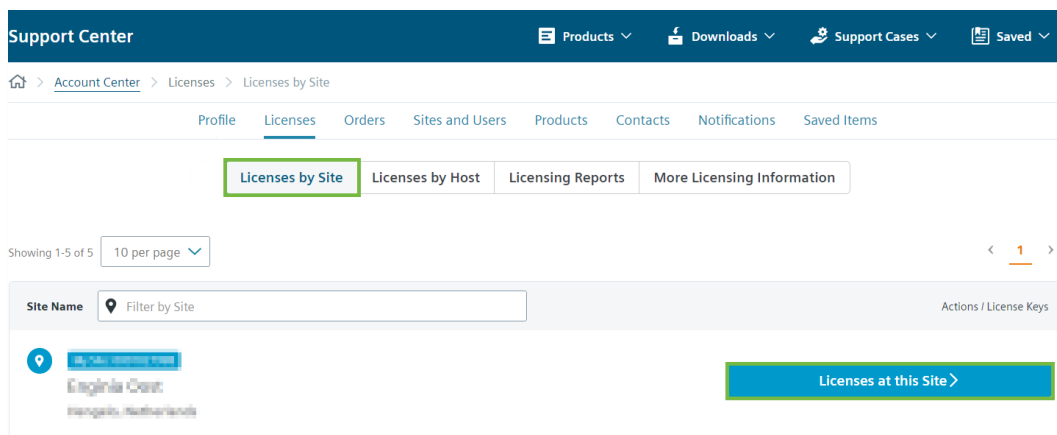 Support Center Products Downloads Support Cases Saved
Account Center > Licenses > Licenses by Site
Profile Licenses Orders Sites and Users Products Contacts Notifications Saved Items
Licenses by Site Licenses by Host Licensing Reports More Licensing Information
Showing 1-5 of 5 10 per page < 1 >
Site Name Filter by Site Actions / License Keys
Licenses at this Site >